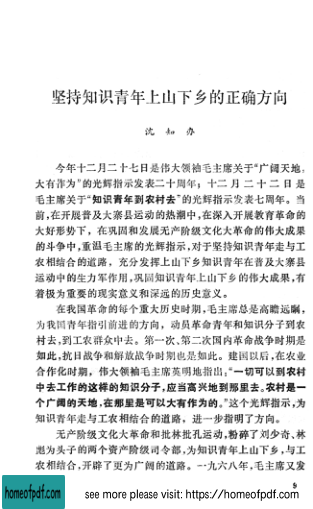 坚持知识青年上山下乡的正确方向
沈知办
今年十二月二十七日是伟大领袖毛主席关于“广阔天地，
大有作为”的光辉指示发表二十周年；十二月二十二日是
毛主席关于“知识青年到农村去”的光辉指示发表七周年。当
前，在开展普及大寨县运动的热潮中，在深入开展教育革命的
大好形势下，在巩固和发展无产阶级文化大革命的伟大成果
的斗争中，重温毛主席的光辉指示，对于坚持知识青年走与工
农相结合的道路，充分发挥上山下乡知识青年在普及大寨县
运动中的生力军作用，巩固知识青年上山下乡的伟大成果，有
着极为重要的现实意义和深远的历史意义。
在我国革命的每个重大历史时期，毛主席总是高瞻远瞩，
为我国青年指引前进的方向，动员革命青年和知识分子到农
村去，到工农群众中去。第一次、第二次国内革命战争时期是
如此，抗日战争和解放战争时期也是如此。建国以后，在农业
合作化时期，伟大领袖毛主席英明地指出：“一切可以到农村
中去工作的这样的知识分子，应当高兴地到那里去。农村是一
个广阔的天地，在那里是可以大有作为的。”这个光辉指示，为
知识青年走与工农相结合的道路，进一步指明了方向。
无产阶级文化大革命和批林批孔运动，粉碎了刘少奇、林
彪为头子的两个资产阶级司令部，为知识青年上山下乡，与工
农相结合，开辟了更为广阔的道路。一九六八年，毛主席又发
9
homeofpdf.com
see more please visit: https://homeofpdf.com